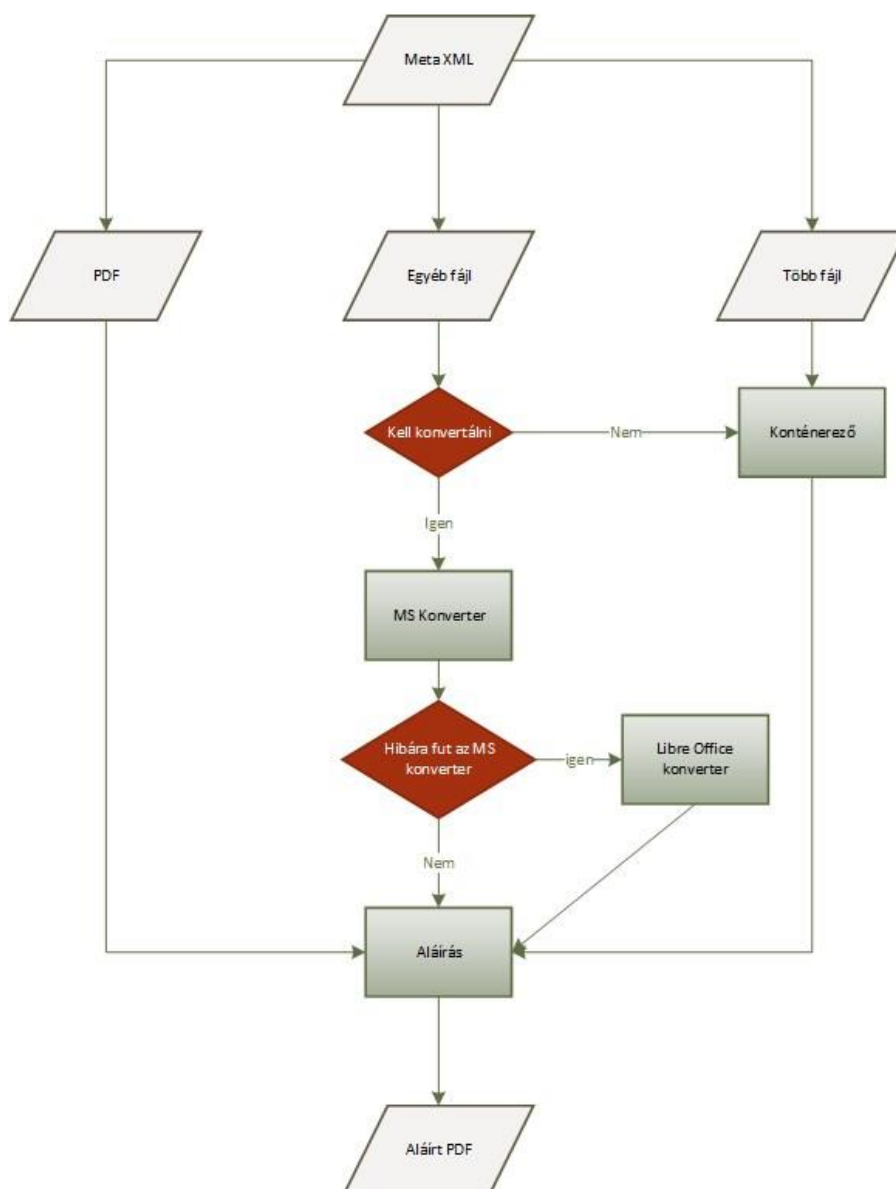 Meta XML
PDF
Egyéb fájl
Több fájl
Kell konvertálni
Nem
Konténerező
Igen
MS Konverter
Hibára fut az MS
konverter
igen
Libre Office
konverter
Nem
Aláírás
Aláírt PDF